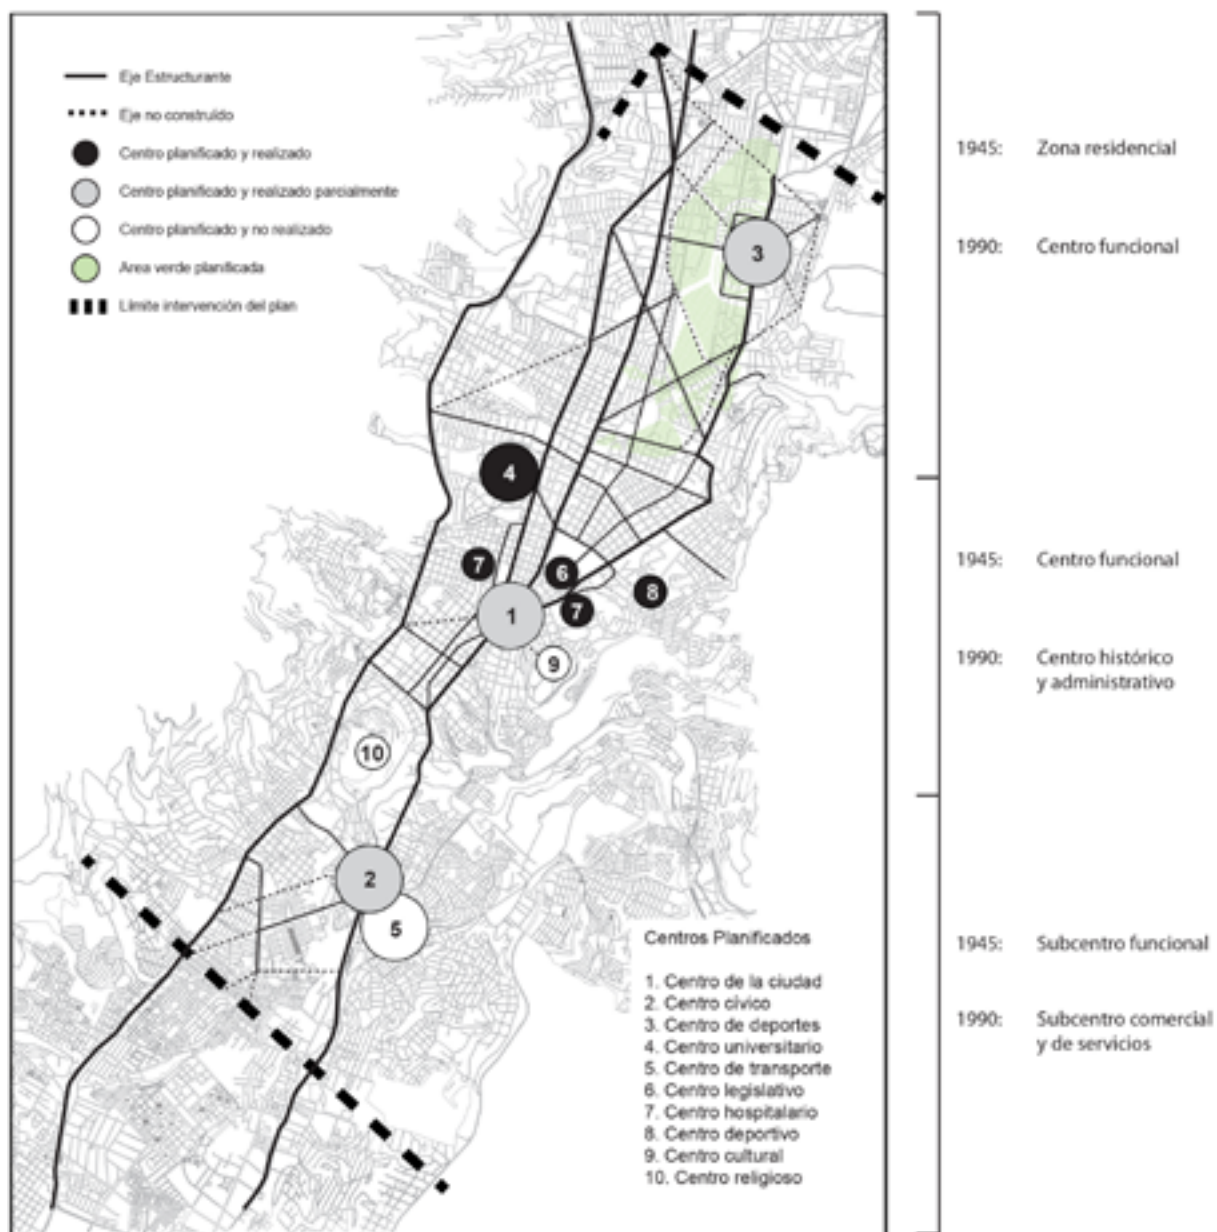 Eje Estructurante
Eje no construído
Centro planificado y realizado
Centro planificado y realizado parcialmente
Centro planificado y no realizado
Area verde planificada
Límite intervención del plan
3
4
7
6
8
7
1
9
10
2
5
Centros Planificados
1. Centro de la ciudad
2. Centro cívico
3. Centro de deportes
4. Centro universitario
5. Centro de transporte
6. Centro legislativo
7. Centro hospitalario
8. Centro deportivo
9. Centro cultural
10. Centro religioso
1945: Zona residencial
1990: Centro funcional
1945: Centro funcional
1990: Centro histórico
y administrativo
1945: Subcentro funcional
1990: Subcentro comercial
y de servicios